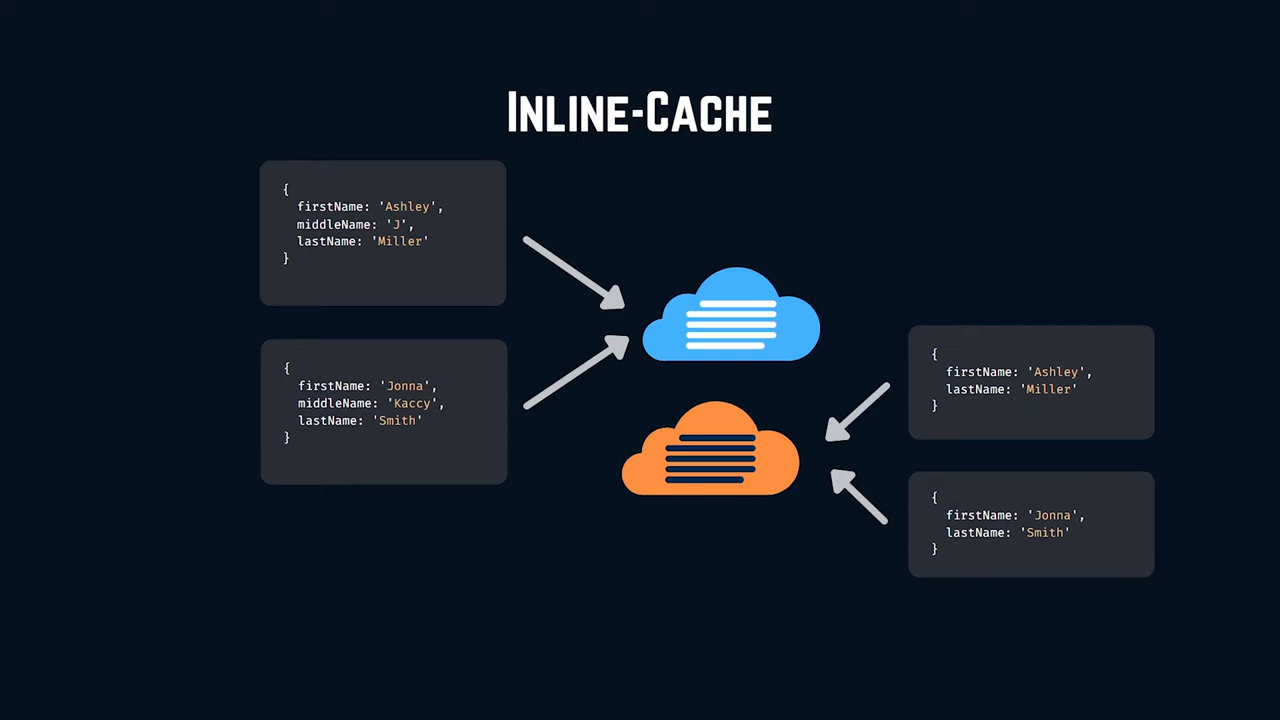 INLINE-CACHE
{
firstName: 'Ashley',
middleName: 'J',
lastName: 'Miller'
}
{
firstName: 'Jonna',
middleName: 'Kaccy',
lastName: 'Smith'
}
{
firstName: 'Ashley',
lastName: 'Miller'
}
{
firstName: 'Jonna',
lastName: 'Smith'
}